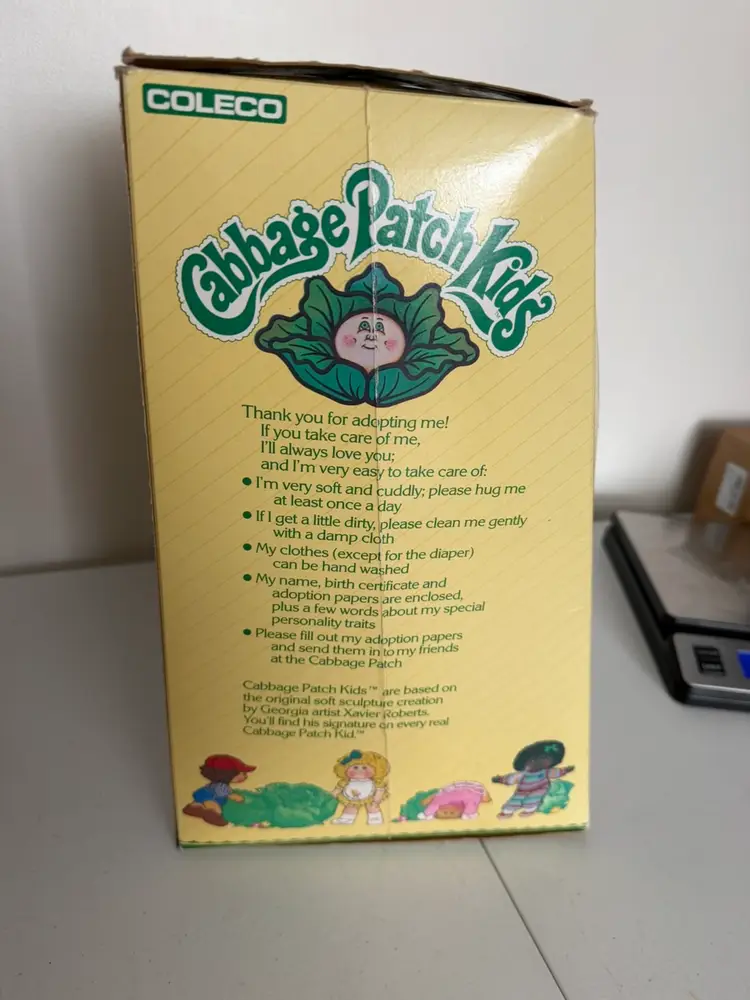 COLECO
Cabbage Patch Kids
Thank you for adopting me!
If you take care of me,
I'll always love you;
and I'm very easy to take care of:
• I'm very soft and cuddly; please hug me
at least once a day
• If I get a little dirty, please clean me gently
with a damp cloth
• My clothes (except for the diaper)
can be hand washed
• My name, birth certificate and
adoption papers are enclosed,
plus a few words about my special
personality traits
• Please fill out my adoption papers
and send them in to my friends
at the Cabbage Patch
Cabbage Patch Kids™ are based on
the original soft sculpture creation
by Georgia artist Xavier Roberts.
You'll find his signature on every real
Cabbage Patch Kid.™